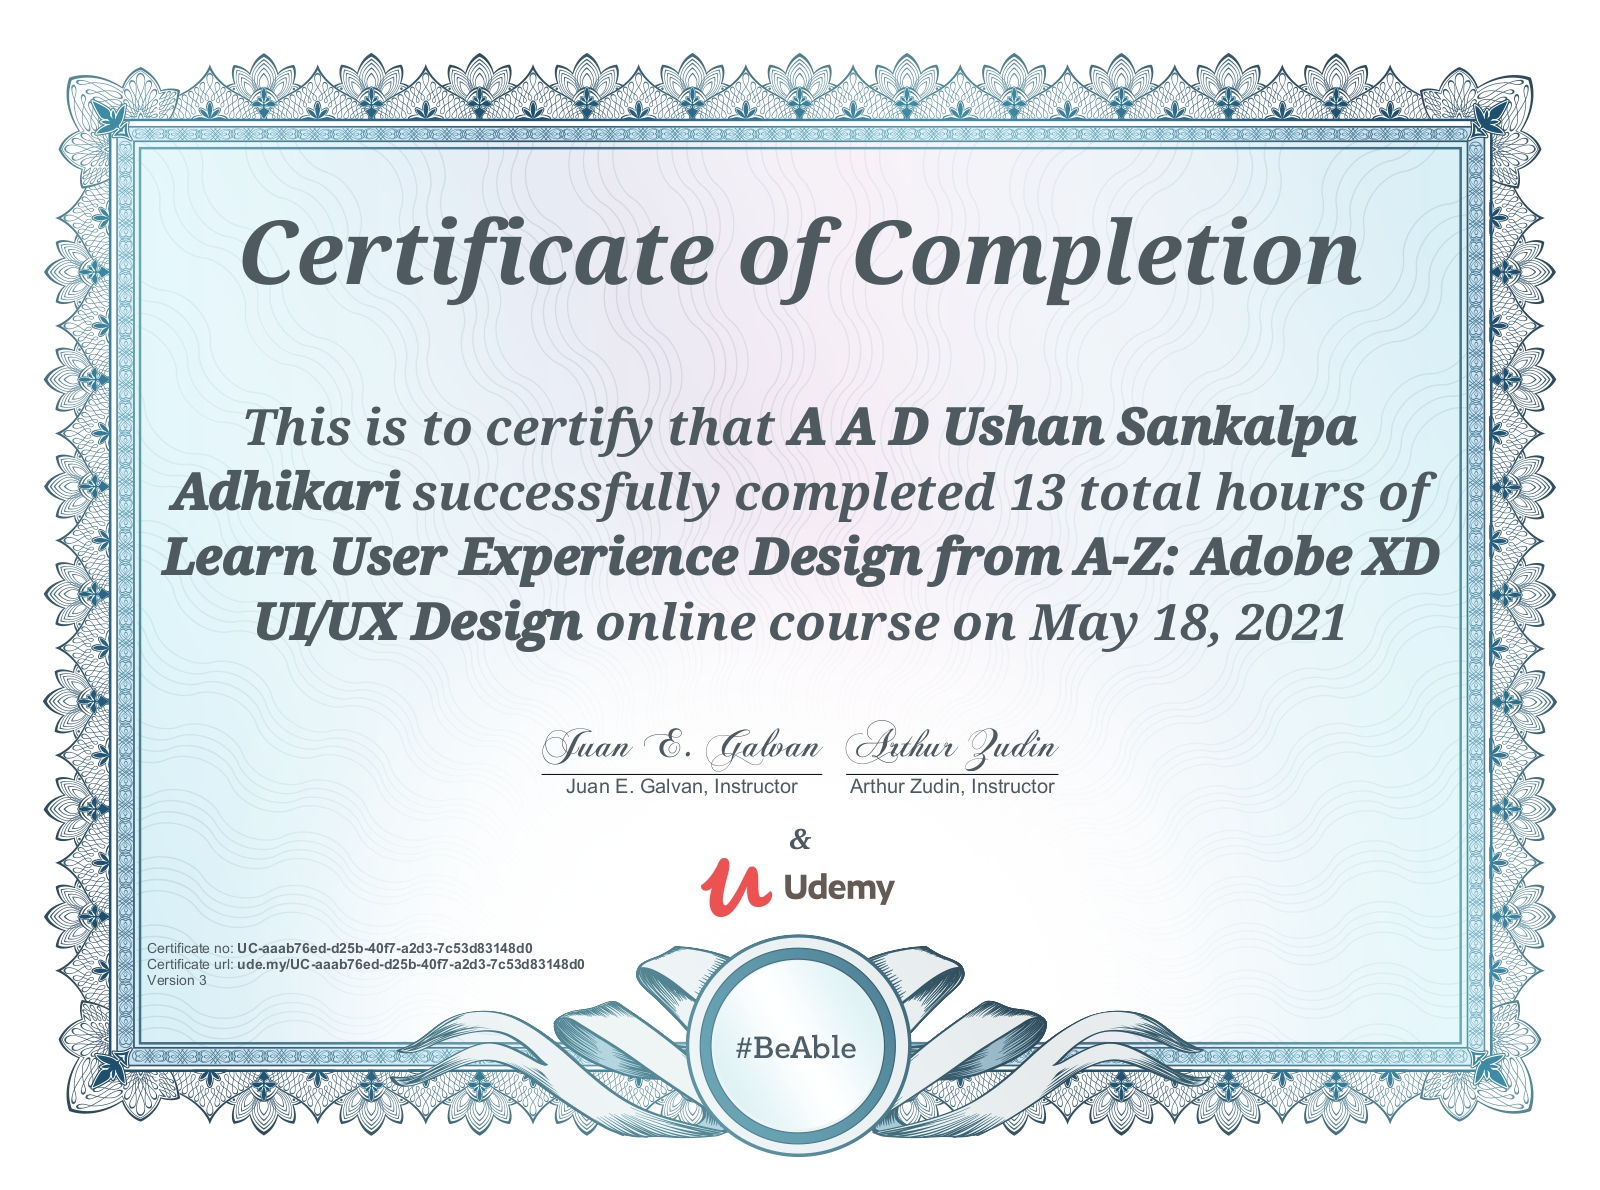 Certificate of Completion
This is to certify that A A D Ushan Sankalpa
Adhikari successfully completed 13 total hours of
Learn User Experience Design from A-Z: Adobe XD
UI/UX Design online course on May 18, 2021
Juan E. Galvan Arthur Zudin
Juan E. Galvan, Instructor Arthur Zudin, Instructor
&
Udemy
Certificate no: UC-aaab76ed-d25b-40f7-a2d3-7c53d83148d0
Certificate url: ude.my/UC-aaab76ed-d25b-40f7-a2d3-7c53d83148d0
Version 3
#BeAble